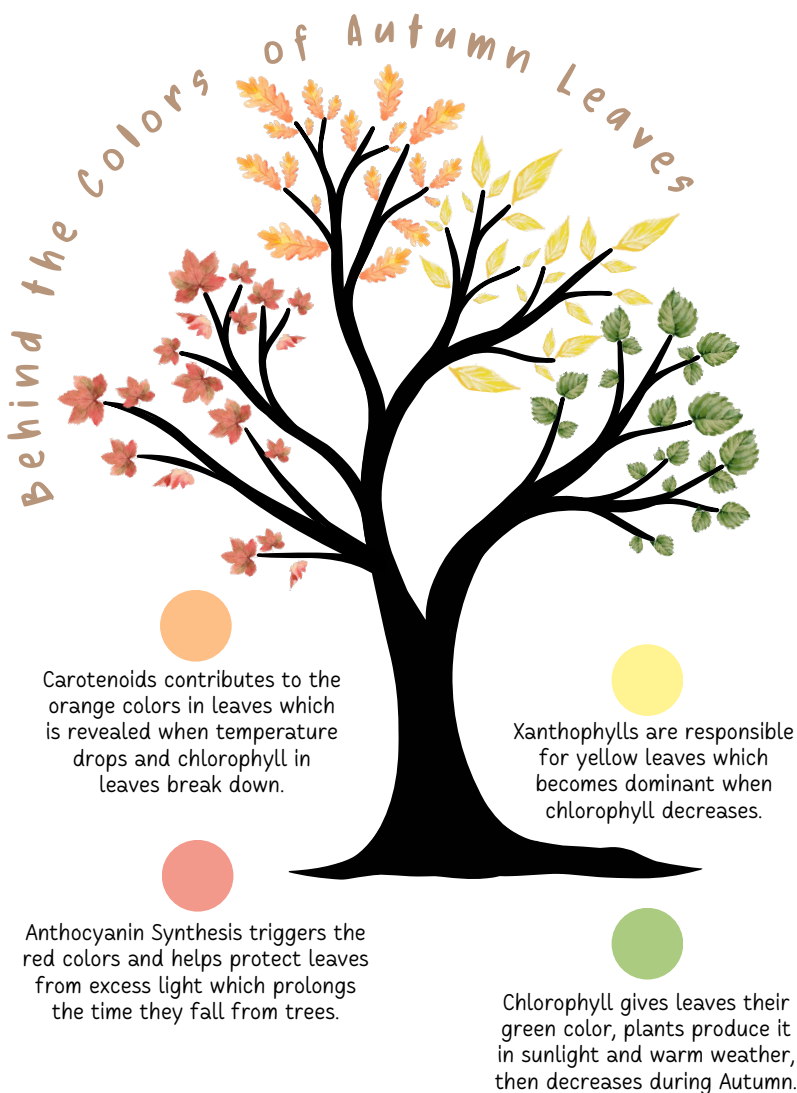 Behind the Colors of Autumn Leaves
Carotenoids contributes to the
orange colors in leaves which
is revealed when temperature
drops and chlorophyll in
leaves break down.
Xanthophylls are responsible
for yellow leaves which
becomes dominant when
chlorophyll decreases.
Anthocyanin Synthesis triggers the
red colors and helps protect leaves
from excess light which prolongs
the time they fall from trees.
Chlorophyll gives leaves their
green color, plants produce it
in sunlight and warm weather,
then decreases during Autumn.